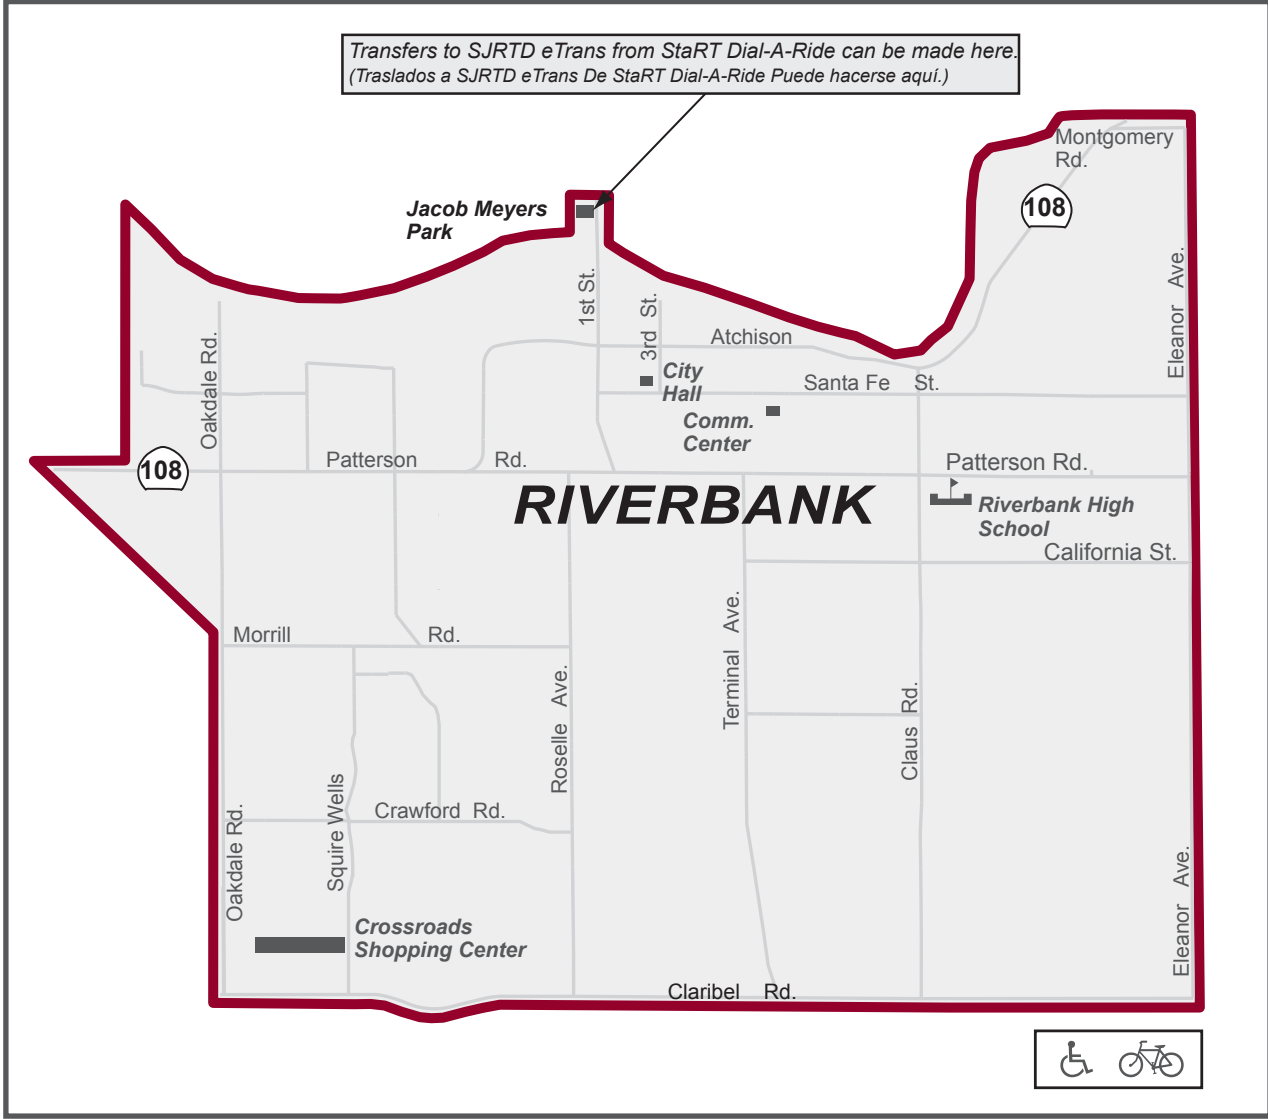 Transfers to SJRTD eTrans from StaRT Dial-A-Ride can be made here.
(Traslados a SJRTD eTrans De StaRT Dial-A-Ride Puede hacerse aquí.)
Montgomery
Rd.
108
Jacob Meyers
Park
Eleanor Ave.
1st St.
3rd St.
Atchison
Oakdale Rd.
City
Hall
Santa Fe St.
Comm.
Center
108
Patterson Rd.
Patterson Rd.
RIVERBANK
Riverbank High
School
California St.
Morrill Rd.
Terminal Ave.
Roselle Ave.
Claus Rd.
Squire Wells
Crawford Rd.
Oakdale Rd.
Eleanor Ave.
Crossroads
Shopping Center
Claribel Rd.